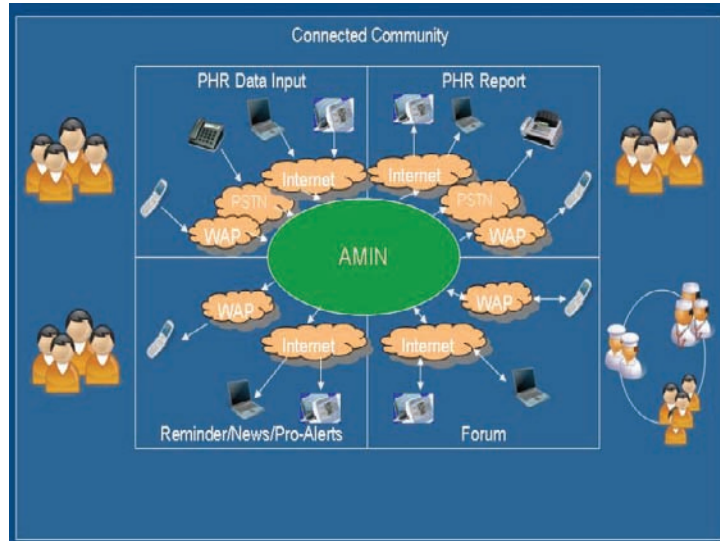 Connected Community
PHR Data Input
PHR Report
Internet
Internet
PSTN
PSTN
WAP
WAP
AMIN
WAP
WAP
Internet
Internet
Reminder/News/Pro-Alerts
Forum